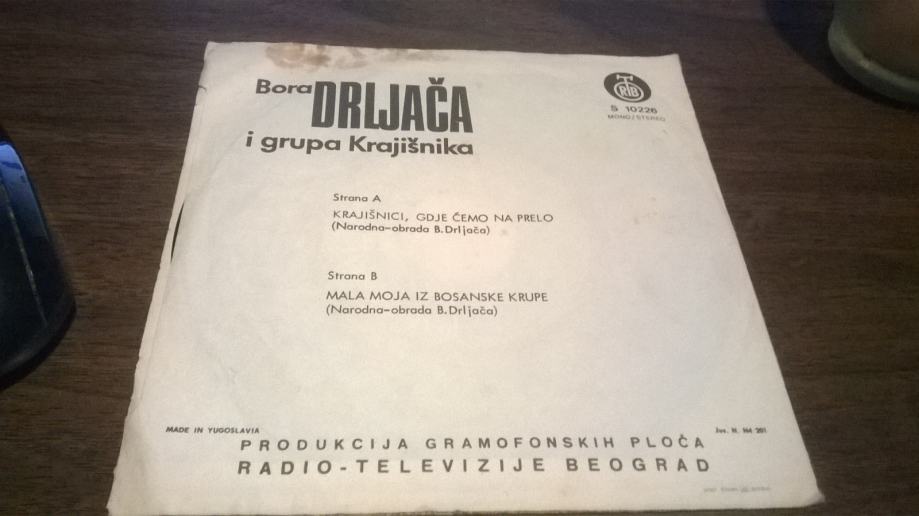 Bora DRLJAČA
i grupa Krajišnika
RTB
S 10226
MONO/STEREO
Strana A
KRAJIŠNICI, GDJE ĆEMO NA PRELO
(Narodna-obrada B.Drljača)
Strana B
MALA MOJA IZ BOSANSKE KRUPE
(Narodna-obrada B.Drljača)
MADE IN YUGOSLAVIA
PRODUKCIJA GRAMOFONSKIH PLOČA
RADIO-TELEVIZIJE BEOGRAD